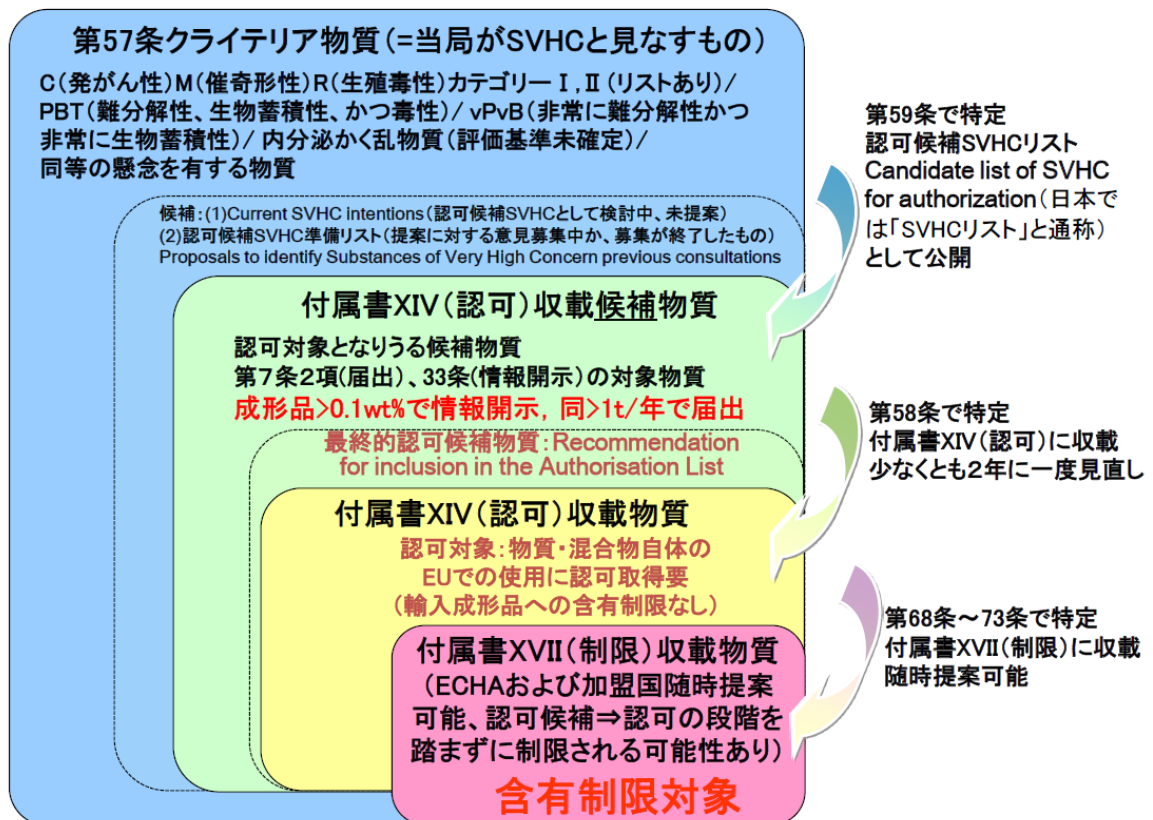 第57条クライテリア物質(=当局がSVHCと見なすもの)
C(発がん性)M(催奇形性)R(生殖毒性)カテゴリーⅠ,Ⅱ(リストあり)/
PBT(難分解性、生物蓄積性、かつ毒性)/ vPvB(非常に難分解性かつ
非常に生物蓄積性)/ 内分泌かく乱物質(評価基準未確定)/
同等の懸念を有する物質
候補:(1)Current SVHC intentions(認可候補SVHCとして検討中、未提案)
(2)認可候補SVHC準備リスト(提案に対する意見募集中か、募集が終了したもの)
Proposals to identify Substances of Very High Concern previous consultations
付属書XIV(認可)収載候補物質
認可対象となりうる候補物質
第7条2項(届出)、33条(情報開示)の対象物質
成形品>0.1wt%で情報開示, 同>1t/年で届出
最終的認可候補物質:Recommendation
for inclusion in the Authorisation List
付属書XIV(認可)収載物質
認可対象:物質・混合物自体の
EUでの使用に認可取得要
(輸入成形品への含有制限なし)
付属書XVII(制限)収載物質
(ECHAおよび加盟国随時提案
可能、認可候補⇒認可の段階を
踏まずに制限される可能性あり)
含有制限対象
第59条で特定
認可候補SVHCリスト
Candidate list of SVHC
for authorization(日本で
は「SVHCリスト」と通称)
として公開
第58条で特定
付属書XIV(認可)に収載
少なくとも2年に一度見直し
第68条~73条で特定
付属書XVII(制限)に収載
随時提案可能